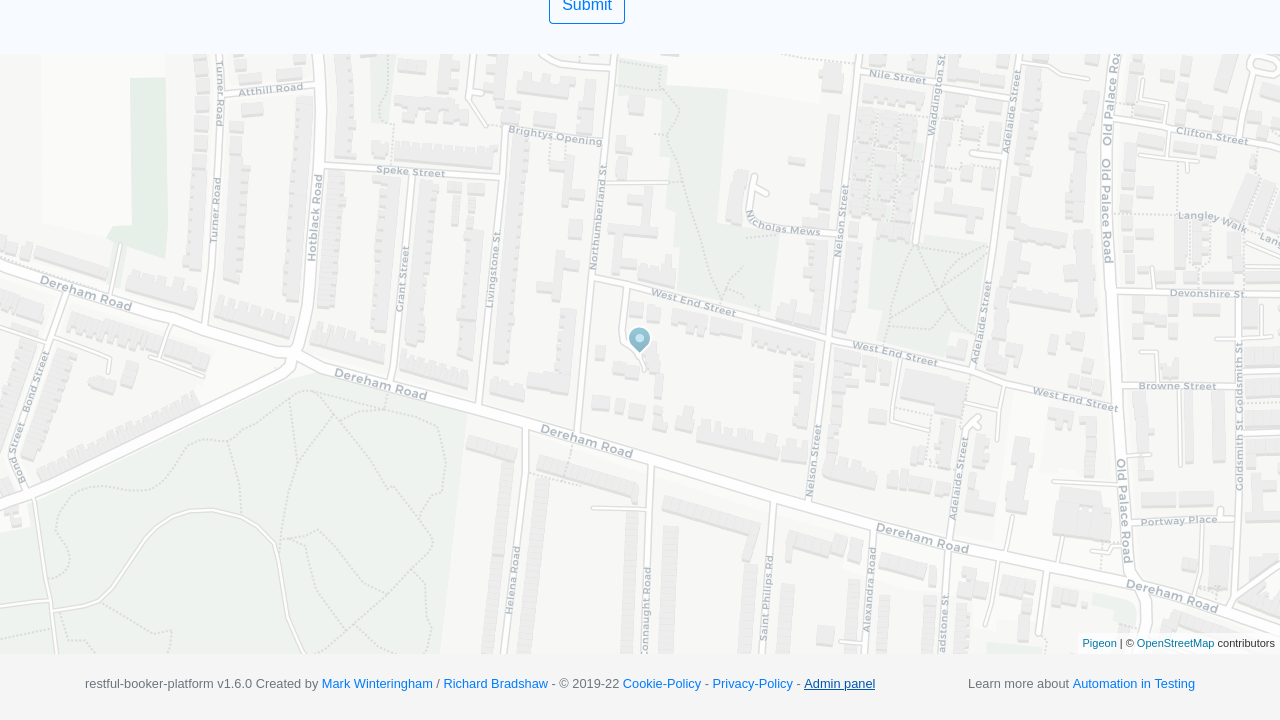 Submit
Nile Street
Turner Road
Atthill Road
Waddington St
Adelaide Street
Old Palace Road
Brightys Opening
Clifton Street
Speke Street
Old Palace Road
Turner Road
Hotblack Road
Northumberland St
Nelson Street
Nicholas Mews
Langley Walk
Grant Street
Livingstone St.
Dereham Road
West End Street
Devonshire St.
Adelaide Street
West End Street
Bond Street
Dereham Road
Browne Street
West End Street
Goldsmith St.
Goldsmith St.
Dereham Road
Nelson Street
Bond Street
Adelaide Street
Old Palace Road
Portway Place
Dereham Road
Helena Road
Connaught Road
Saint Philips Rd
Alexandra Road
Dereham Road
Pigeon | © OpenStreetMap contributors
restful-booker-platform v1.6.0 Created by Mark Winteringham / Richard Bradshaw - © 2019-22 Cookie-Policy - Privacy-Policy - Admin panel
Learn more about Automation in Testing